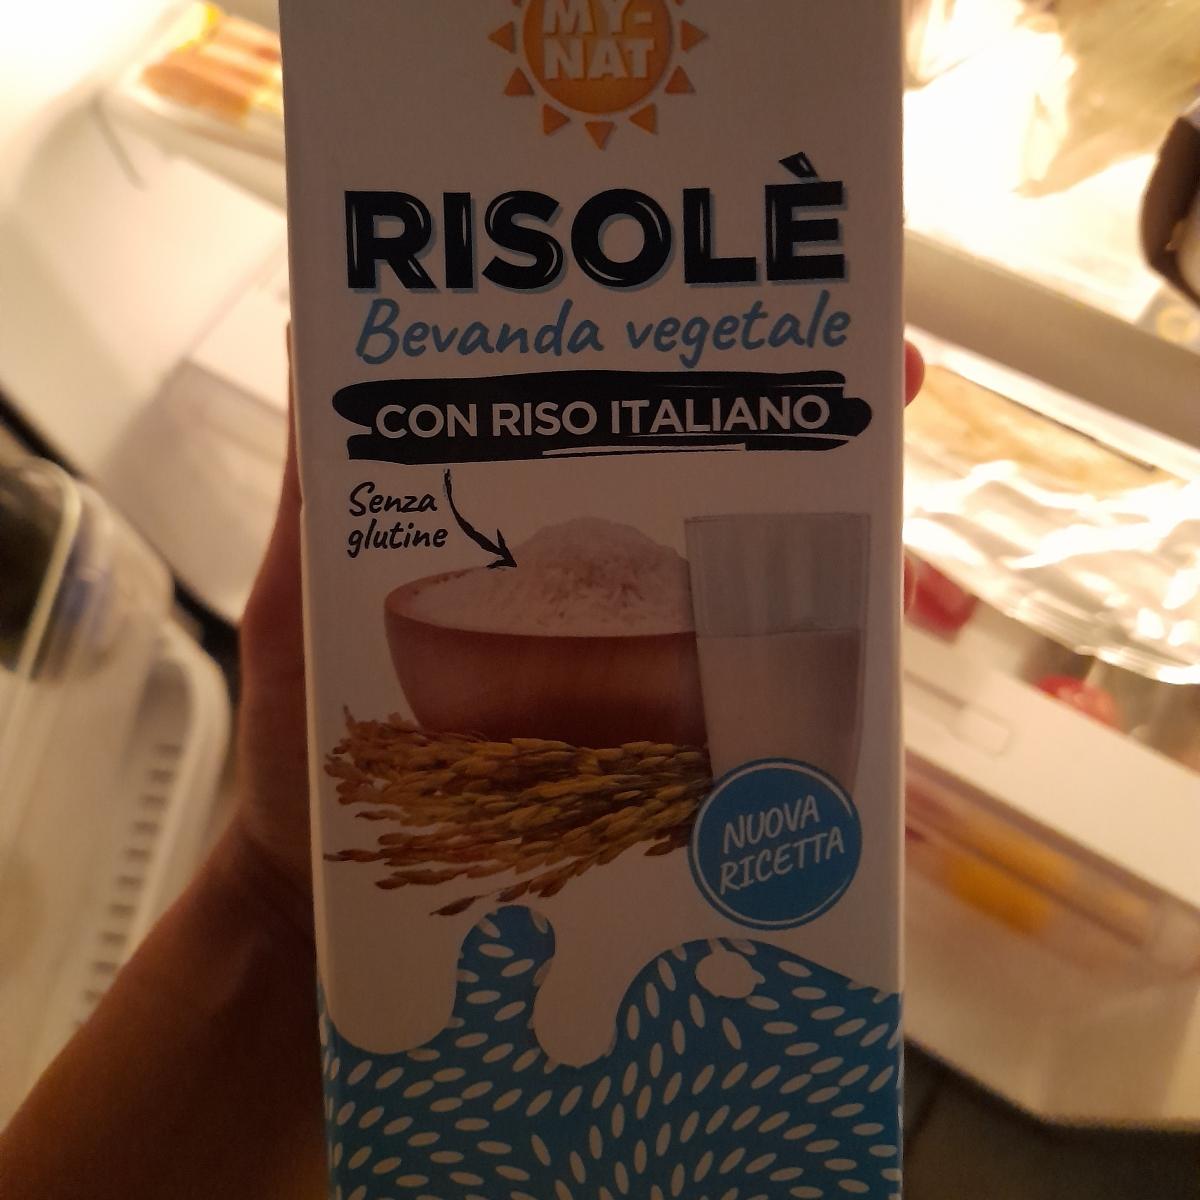 MY-
NAT
RISOLÈ
Bevanda vegetale
CON RISO ITALIANO
Senza
glutine
NUOVA
RICETTA